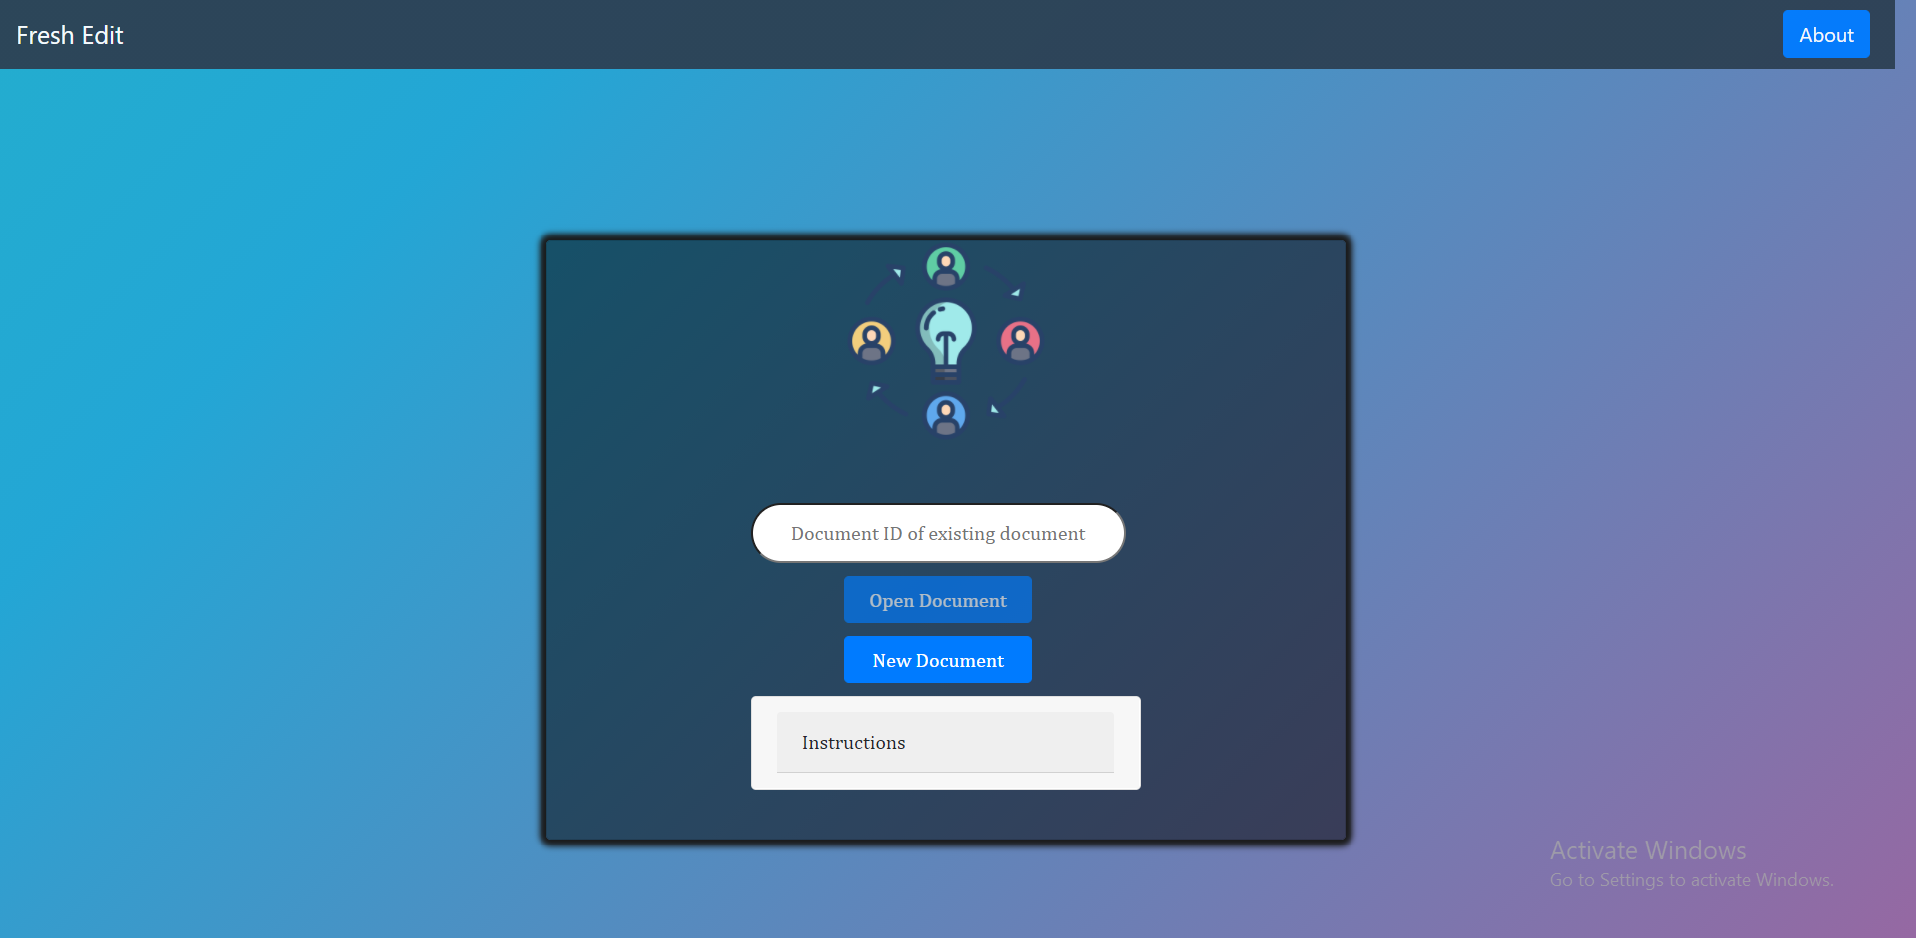 Fresh Edit
About
Document ID of existing document
Open Document
New Document
Instructions
Activate Windows
Go to Settings to activate Windows.